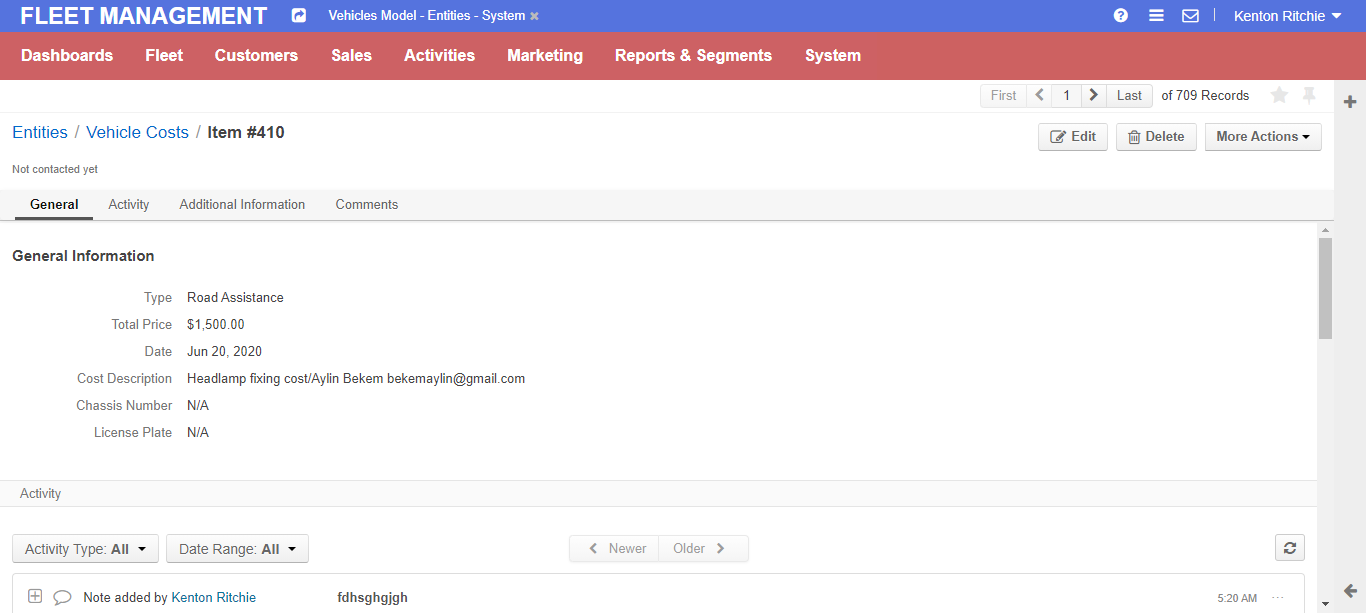 FLEET MANAGEMENT Vehicles Model - Entities - System Kenton Ritchie
Dashboards Fleet Customers Sales Activities Marketing Reports & Segments System
First 1 Last of 709 Records
Entities / Vehicle Costs / Item #410 Edit Delete More Actions
Not contacted yet
General Activity Additional Information Comments
General Information
Type Road Assistance
Total Price $1,500.00
Date Jun 20, 2020
Cost Description Headlamp fixing cost/Aylin Bekem bekemaylin@gmail.com
Chassis Number N/A
License Plate N/A
Activity
Activity Type: All Date Range: All Newer Older
Note added by Kenton Ritchie fdhsghgjgh 5:20 AM ...